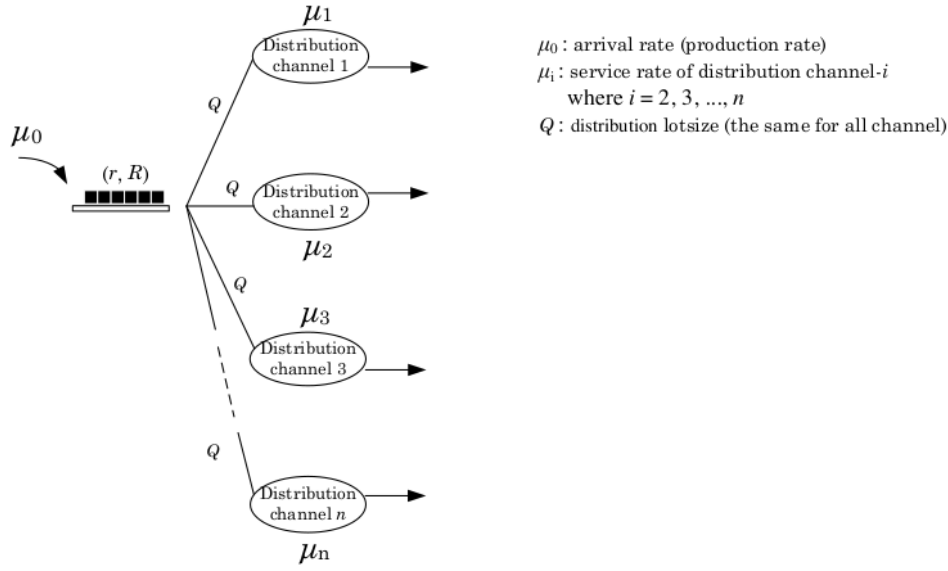 μ1
Distribution
channel 1
Q
μ0
(r, R)
Q
Distribution
channel 2
μ2
Q
μ3
Distribution
channel 3
Q
Distribution
channel n
μn
μ0 : arrival rate (production rate)
μi : service rate of distribution channel-i
where i = 2, 3, ..., n
Q : distribution lotsize (the same for all channel)